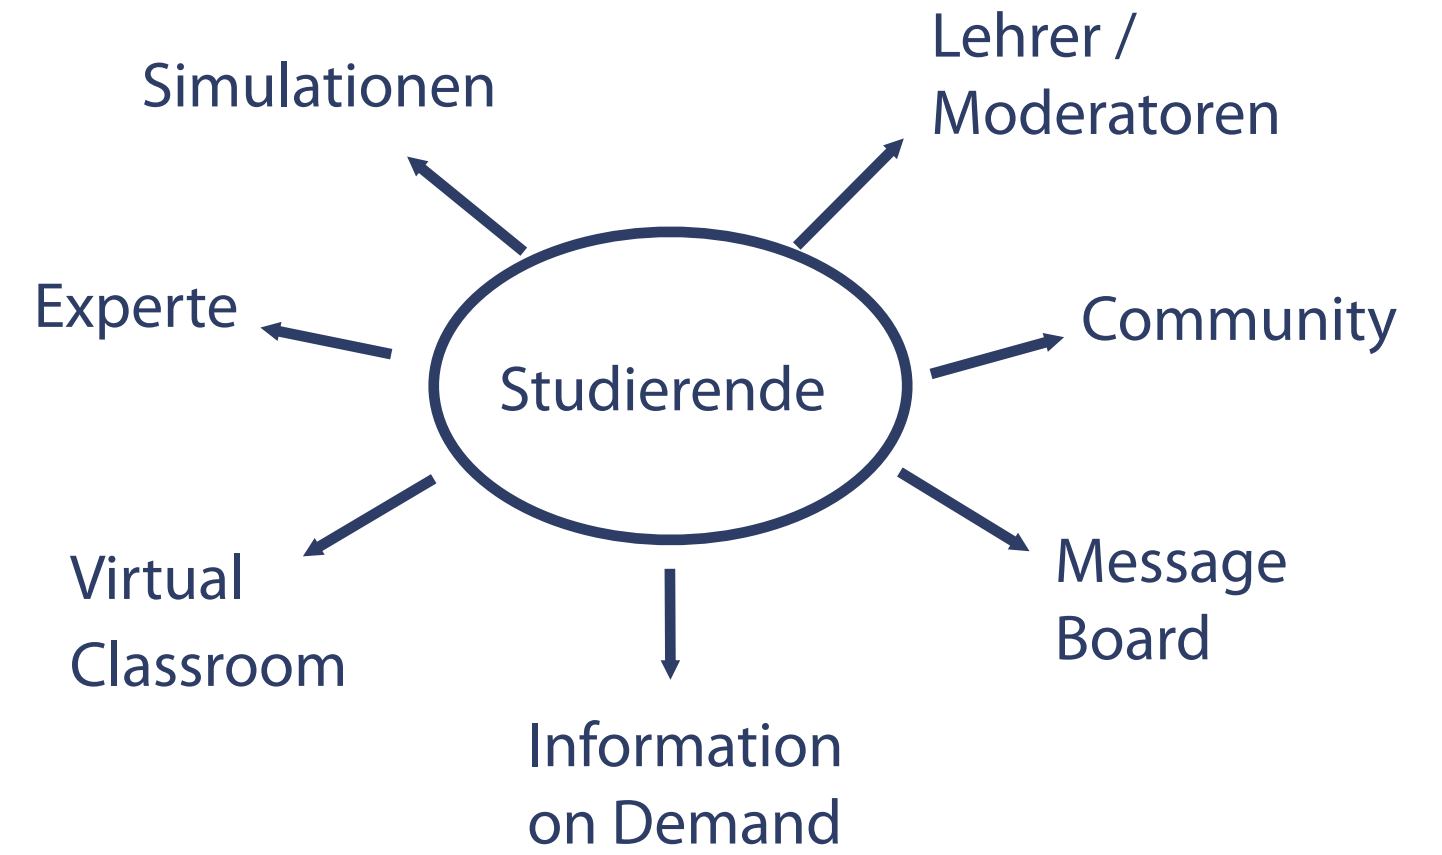 Simulationen
Lehrer /
Moderatoren
Experte
Community
Studierende
Virtual
Classroom
Message
Board
Information
on Demand